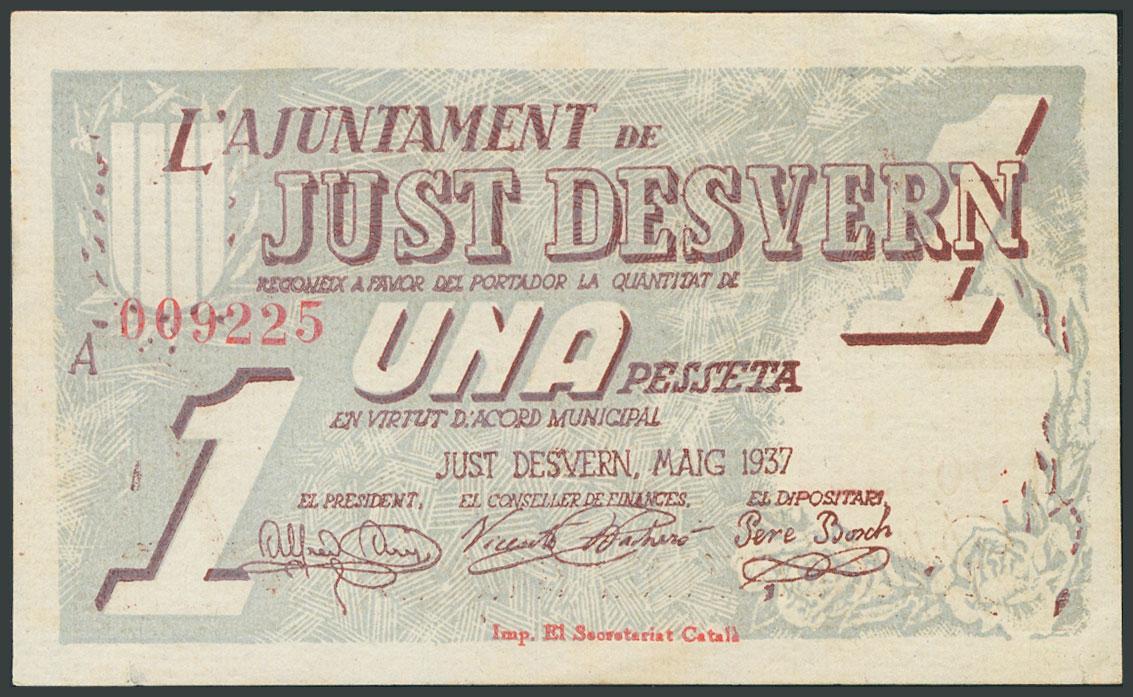 L'AJUNTAMENT DE
JUST DESVERN
RECONEIX A FAVOR DEL PORTADOR LA QUANTITAT DE
A 009225
UNA PESSETA
1
1
EN VIRTUT D'ACORD MUNICIPAL
JUST DESVERN, MAIG 1937
EL PRESIDENT, EL CONSELLER DE FINANCES, EL DIPOSITARI,
Alfred Vicente Pere Bosch
Imp. El Secretariat Català